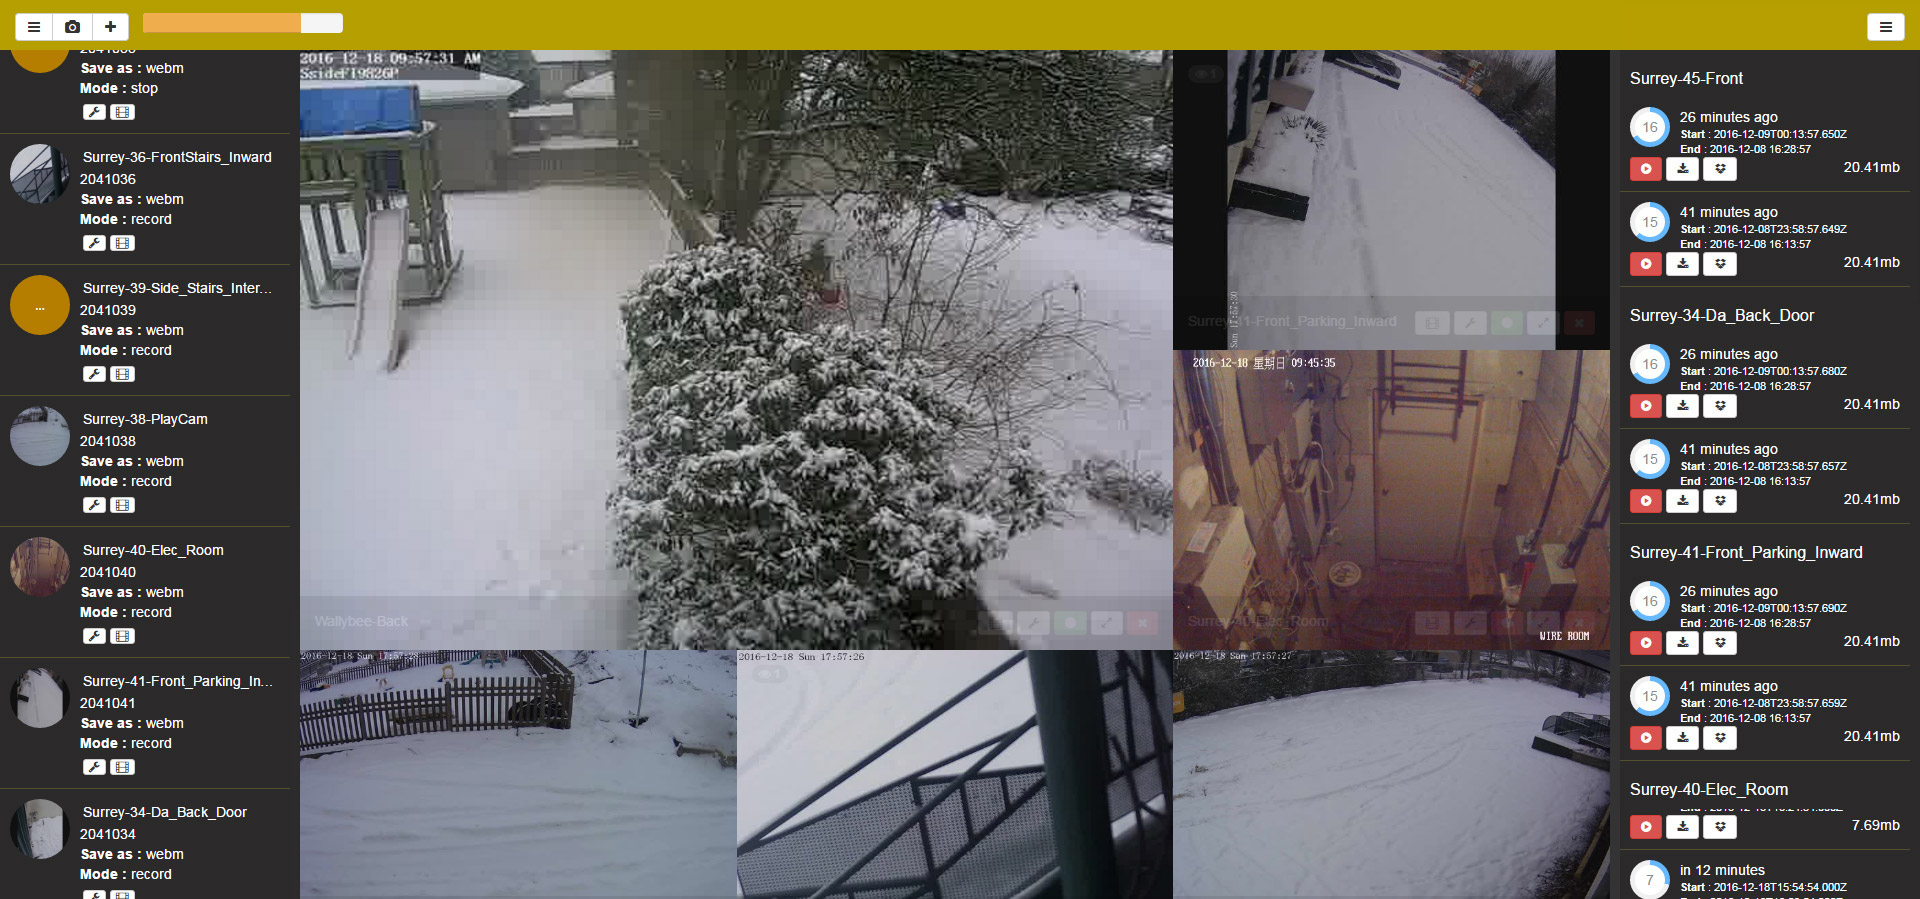 Save as : webm
Mode : stop
Surrey-36-FrontStairs_Inward
2041036
Save as : webm
Mode : record
...
Surrey-39-Side_Stairs_Inter...
2041039
Save as : webm
Mode : record
Surrey-38-PlayCam
2041038
Save as : webm
Mode : record
Surrey-40-Elec_Room
2041040
Save as : webm
Mode : record
Surrey-41-Front_Parking_In...
2041041
Save as : webm
Mode : record
Surrey-34-Da_Back_Door
2041034
Save as : webm
Mode : record
2016-12-18 09:57:31 AM
SsideFI9826P
Wallybee-Back
1
Sun 17:57:30
Surrey-41-Front_Parking_Inward
2016-12-18 星期日 09:45:35
Surrey-40-Elec_Room
WIRE ROOM
2016-12-18 Sun 17:57:28
2016-12-18 Sun 17:57:26
2016-12-18 Sun 17:57:27
Surrey-45-Front
16
26 minutes ago
Start : 2016-12-09T00:13:57.650Z
End : 2016-12-08 16:28:57
20.41mb
15
41 minutes ago
Start : 2016-12-08T23:58:57.649Z
End : 2016-12-08 16:13:57
20.41mb
Surrey-34-Da_Back_Door
16
26 minutes ago
Start : 2016-12-09T00:13:57.680Z
End : 2016-12-08 16:28:57
20.41mb
15
41 minutes ago
Start : 2016-12-08T23:58:57.657Z
End : 2016-12-08 16:13:57
20.41mb
Surrey-41-Front_Parking_Inward
16
26 minutes ago
Start : 2016-12-09T00:13:57.690Z
End : 2016-12-08 16:28:57
20.41mb
15
41 minutes ago
Start : 2016-12-08T23:58:57.659Z
End : 2016-12-08 16:13:57
20.41mb
Surrey-40-Elec_Room
7.69mb
7
in 12 minutes
Start : 2016-12-18T15:54:54.000Z